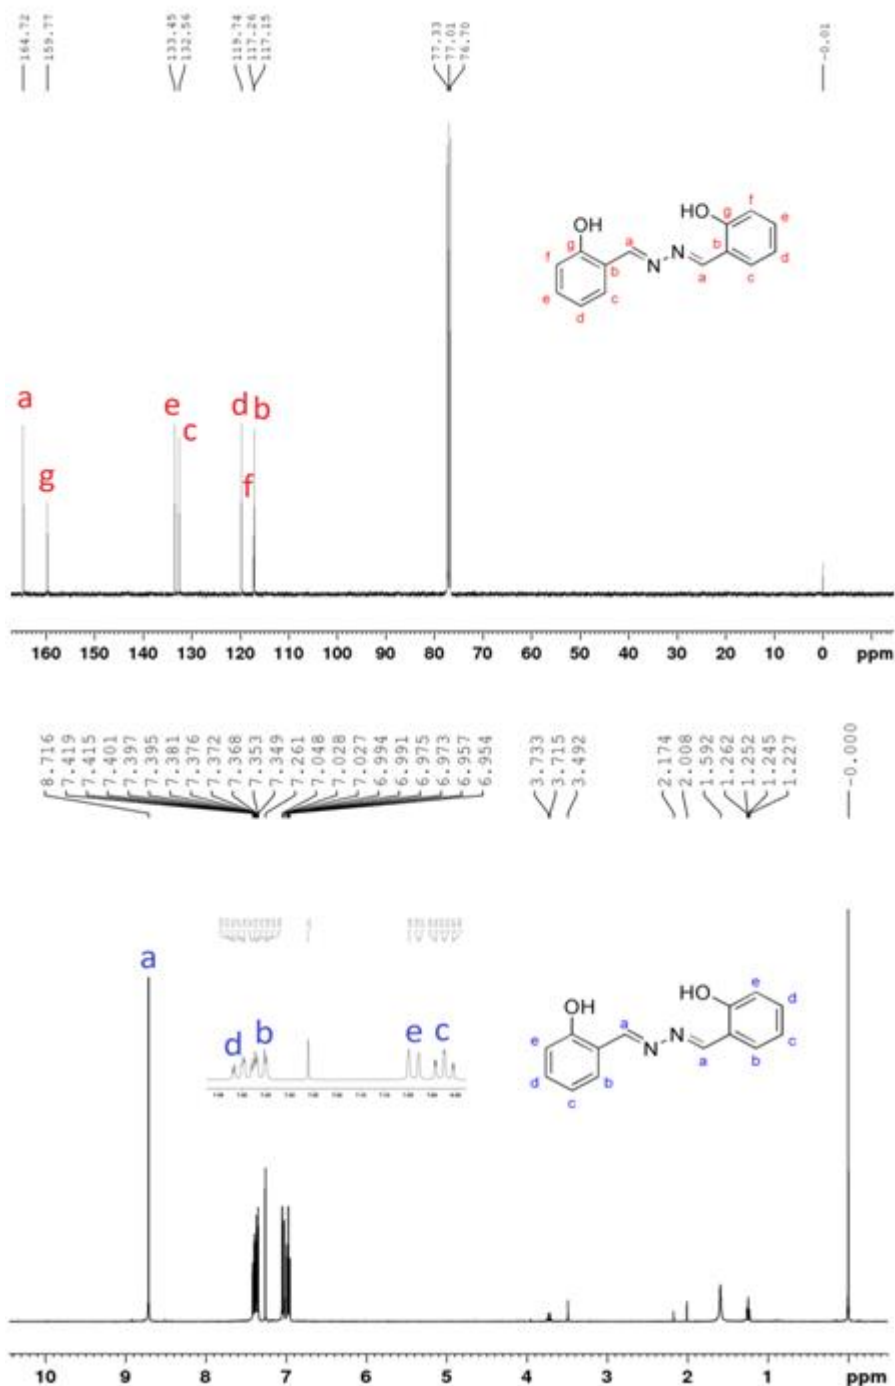 164.72
159.77
133.45
132.56
119.74
117.26
117.15
77.33
77.01
76.70
-0.01
OH
HO
g
f
e
d
c
b
a
N
N
a
b
c
d
e
f
g
a
g
e
c
d
f
b
160 150 140 130 120 110 100 90 80 70 60 50 40 30 20 10 0 ppm
8.716
7.419
7.415
7.401
7.397
7.395
7.381
7.376
7.372
7.368
7.353
7.349
7.261
7.048
7.028
7.027
6.994
6.991
6.975
6.973
6.957
6.954
3.733
3.715
3.492
2.174
2.008
1.592
1.262
1.252
1.245
1.227
-0.000
a
d
b
e
c
OH
HO
e
d
c
b
a
N
N
a
b
c
d
e
10 9 8 7 6 5 4 3 2 1 ppm